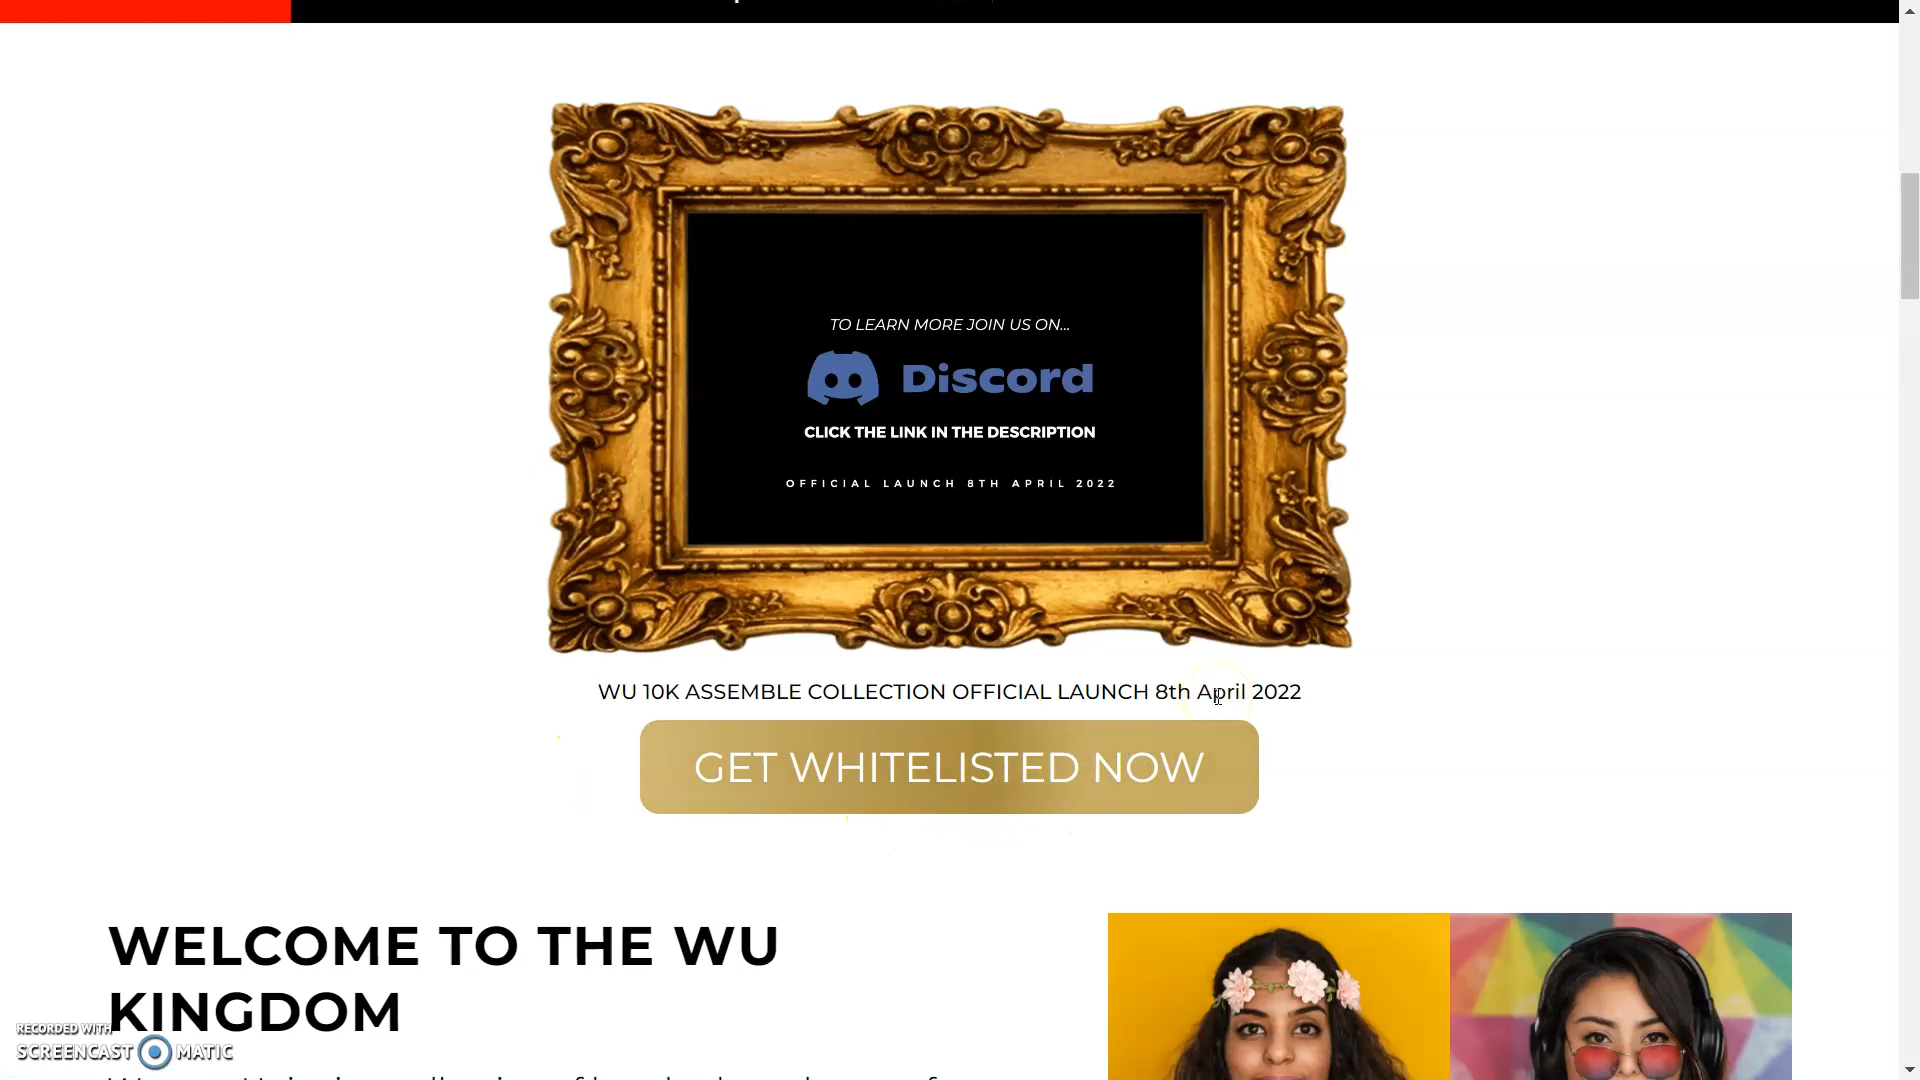 TO LEARN MORE JOIN US ON...
Discord
CLICK THE LINK IN THE DESCRIPTION
OFFICIAL LAUNCH 8TH APRIL 2022
WU 10K ASSEMBLE COLLECTION OFFICIAL LAUNCH 8th April 2022
GET WHITELISTED NOW
WELCOME TO THE WU
KINGDOM
RECORDED WITH
SCREENCAST MATIC